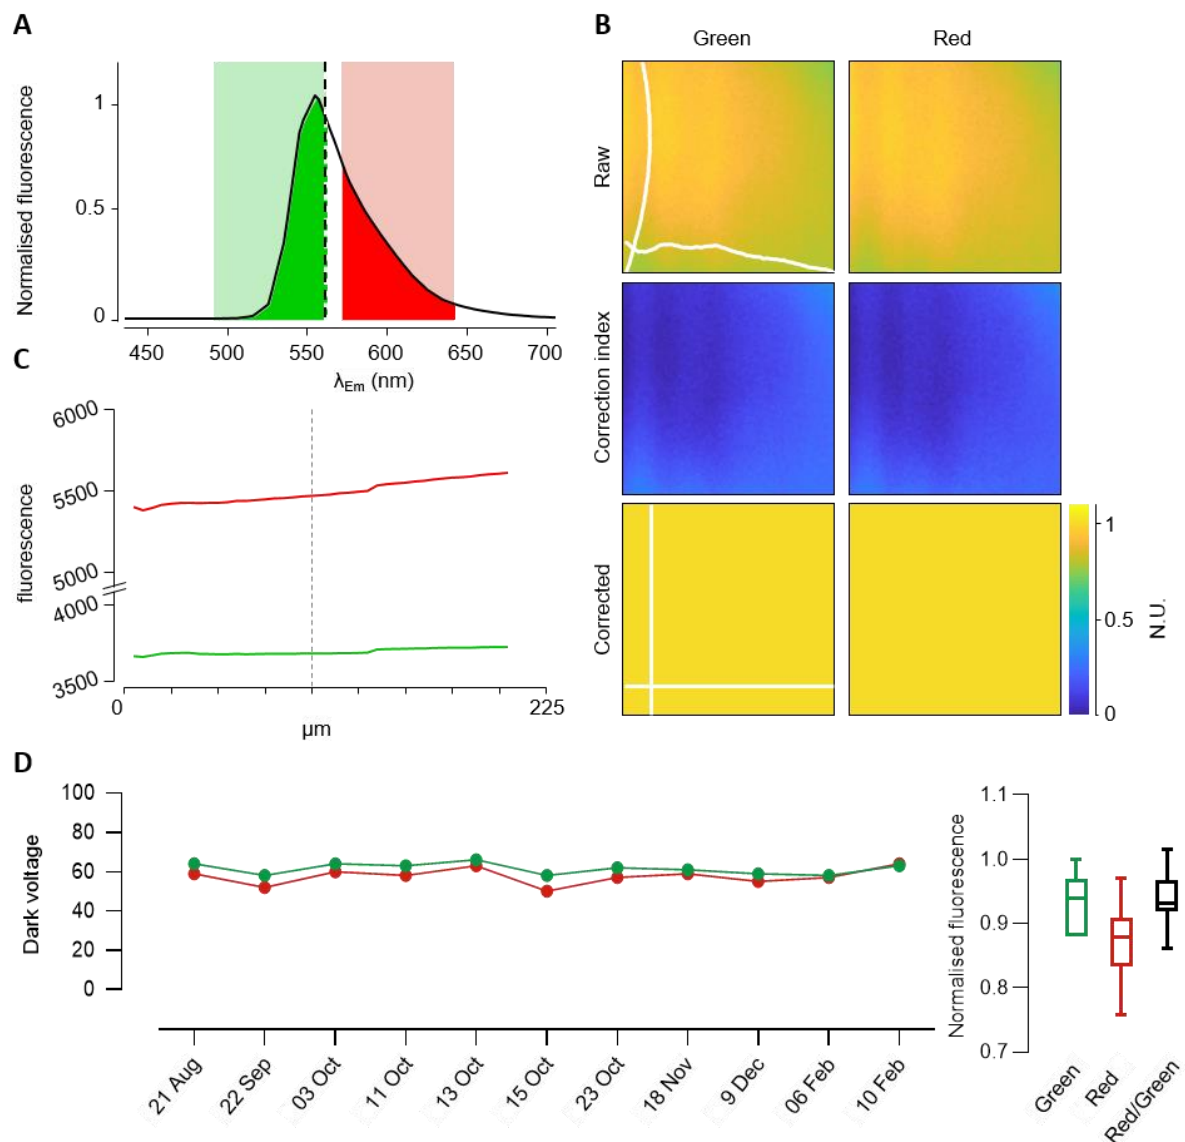 A
Normalised fluorescence
1
0.5
0
450 500 550 600 650 700
λEm (nm)
B
Green Red
Raw
Correction index
Corrected
1
0.5
0
N.U.
C
fluorescence
6000
5500
5000
4000
3500
0 225
μm
D
Dark voltage
100
80
60
40
20
0
21 Aug 22 Sep 03 Oct 11 Oct 13 Oct 15 Oct 23 Oct 18 Nov 9 Dec 06 Feb 10 Feb
Normalised fluorescence
1.1
1.0
0.9
0.8
0.7
Green Red Red/Green